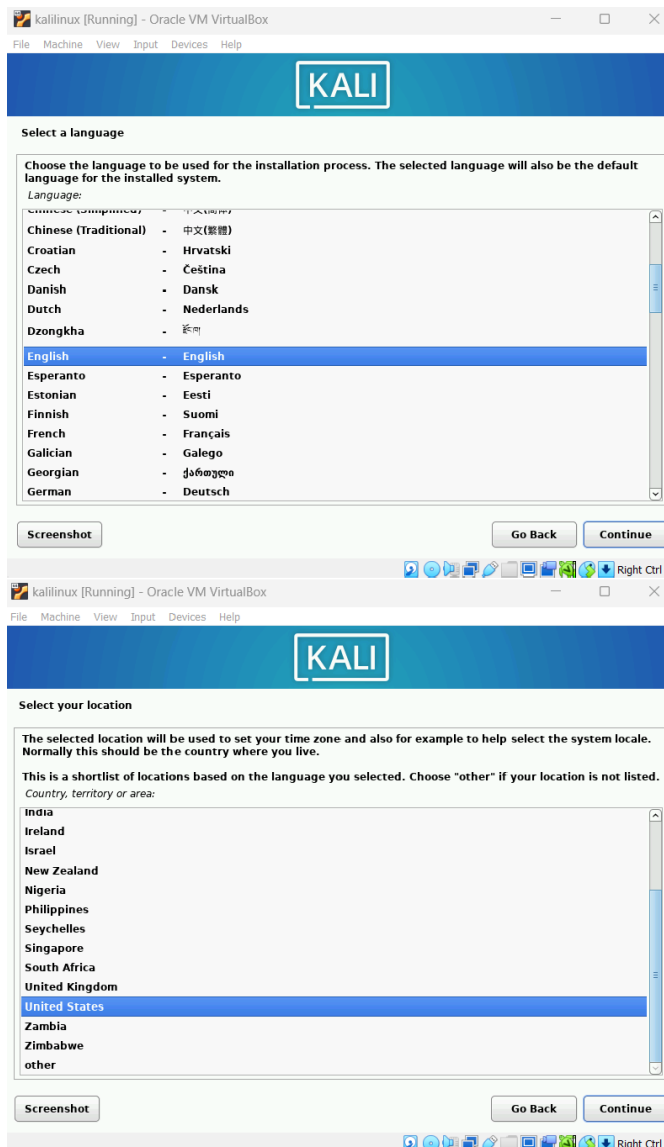 kalilinux [Running] - Oracle VM VirtualBox
File Machine View Input Devices Help
KALI
Select a language
Choose the language to be used for the installation process. The selected language will also be the default
language for the installed system.
Language:
Chinese (Simplified) - 中文(简体)
Chinese (Traditional) - 中文(繁體)
Croatian - Hrvatski
Czech - Čeština
Danish - Dansk
Dutch - Nederlands
Dzongkha - རྫོང་ཁ།
English - English
Esperanto - Esperanto
Estonian - Eesti
Finnish - Suomi
French - Français
Galician - Galego
Georgian - ქართული
German - Deutsch
Screenshot Go Back Continue
Right Ctrl
kalilinux [Running] - Oracle VM VirtualBox
File Machine View Input Devices Help
KALI
Select your location
The selected location will be used to set your time zone and also for example to help select the system locale.
Normally this should be the country where you live.
This is a shortlist of locations based on the language you selected. Choose "other" if your location is not listed.
Country, territory or area:
India
Ireland
Israel
New Zealand
Nigeria
Philippines
Seychelles
Singapore
South Africa
United Kingdom
United States
Zambia
Zimbabwe
other
Screenshot Go Back Continue
Right Ctrl